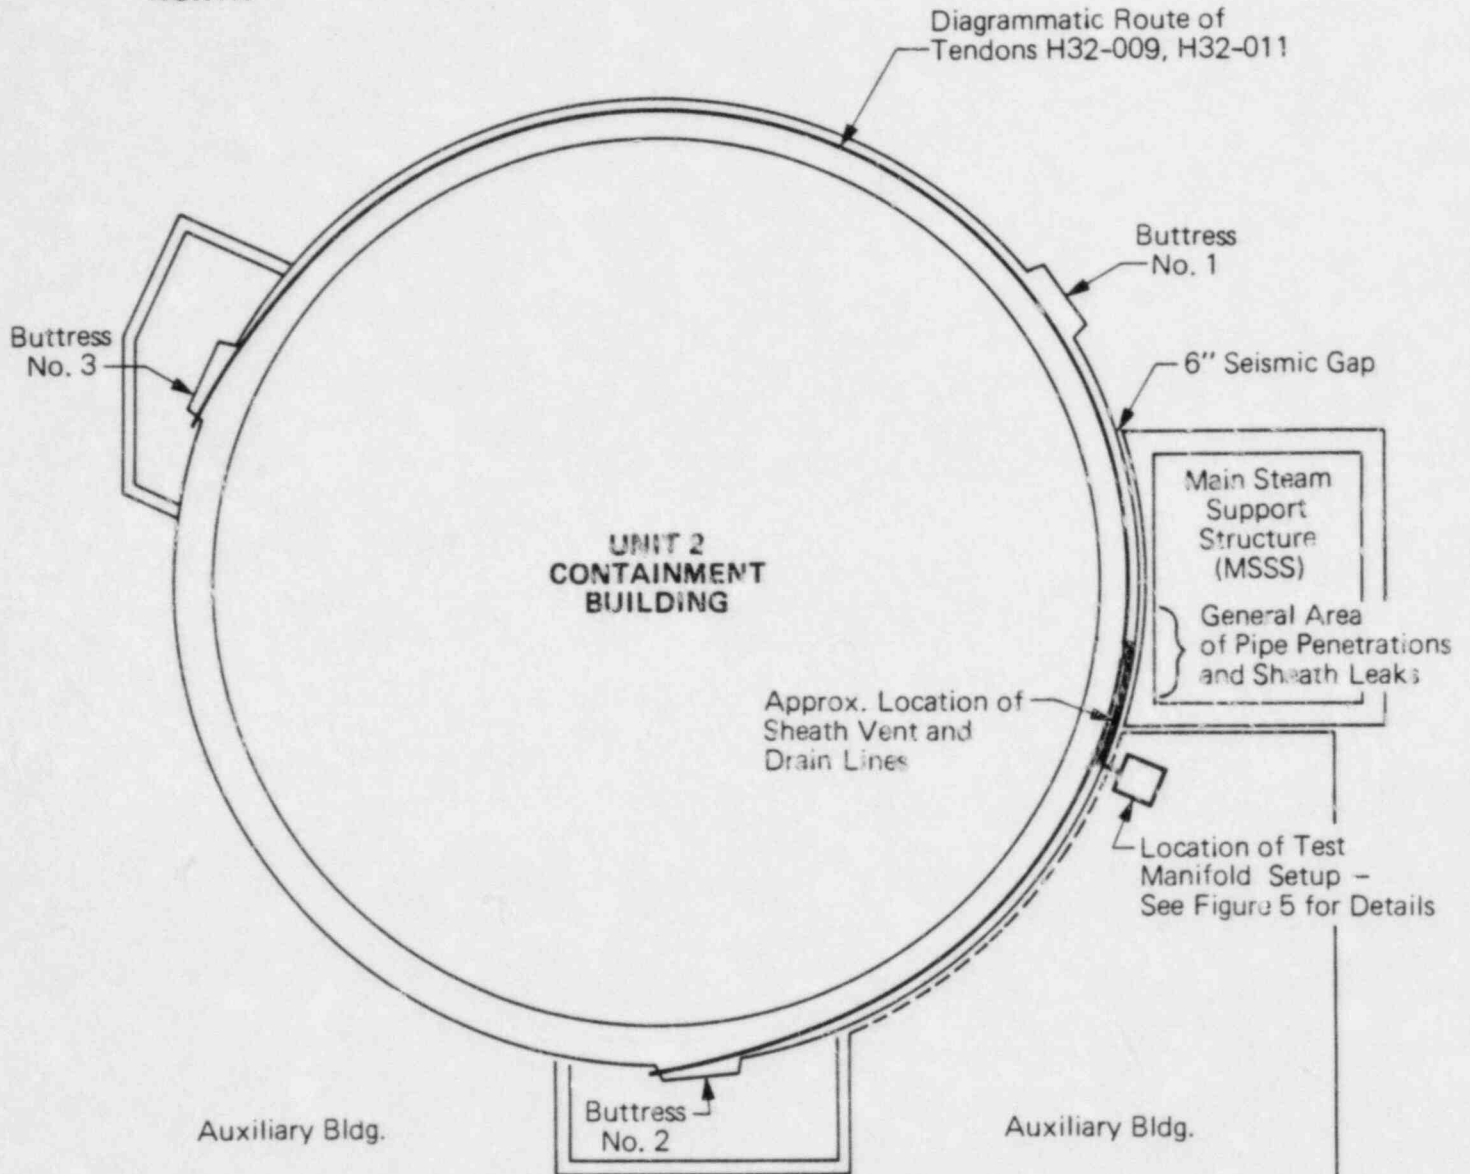 Diagrammatic Route of
Tendons H32-009, H32-011
Buttress
No. 1
Buttress
No. 3
6" Seismic Gap
Main Steam
Support
Structure
(MSSS)
UNIT 2
CONTAINMENT
BUILDING
General Area
of Pipe Penetrations
and Sheath Leaks
Approx. Location of
Sheath Vent and
Drain Lines
Location of Test
Manifold Setup –
See Figure 5 for Details
Buttress
No. 2
Auxiliary Bldg.
Auxiliary Bldg.